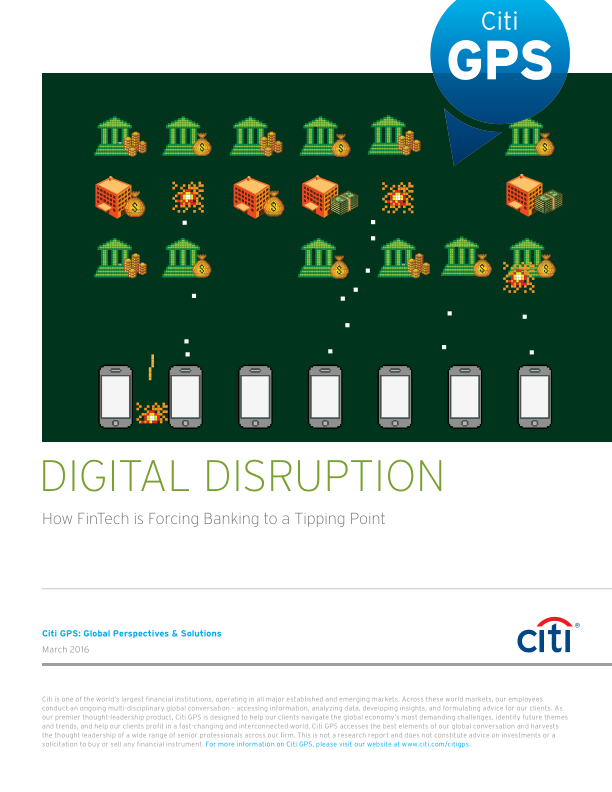 Citi
GPS
DIGITAL DISRUPTION
How FinTech is Forcing Banking to a Tipping Point
Citi GPS: Global Perspectives & Solutions
March 2016
citi®
Citi is one of the world's largest financial institutions, operating in all major established and emerging markets. Across these world markets, our employees
conduct an ongoing multi-disciplinary global conversation – accessing information, analyzing data, developing insights, and formulating advice for our clients. As
our premier thought-leadership product, Citi GPS is designed to help our clients navigate the global economy's most demanding challenges, identify future themes
and trends, and help our clients profit in a fast-changing and interconnected world. Citi GPS accesses the best elements of our global conversation and harvests
the thought leadership of a wide range of senior professionals across our firm. This is not a research report and does not constitute advice on investments or a
solicitation to buy or sell any financial instrument. For more information on Citi GPS, please visit our website at www.citi.com/citigps.